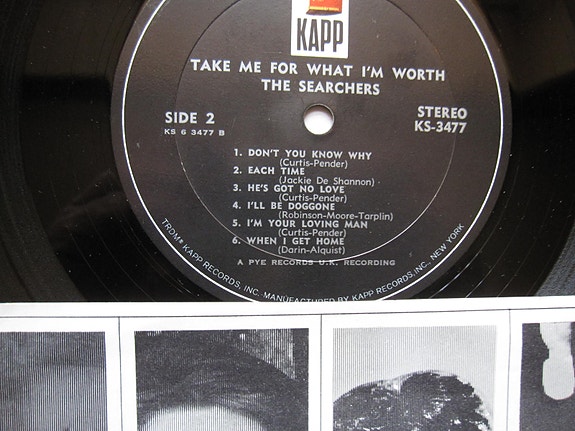 KAPP
TAKE ME FOR WHAT I'M WORTH
THE SEARCHERS
SIDE 2
KS 6 3477 B
STEREO
KS-3477
1. DON'T YOU KNOW WHY
(Curtis-Pender)
2. EACH TIME
(Jackie De Shannon)
3. HE'S GOT NO LOVE
(Curtis-Pender)
4. I'LL BE DOGGONE
(Robinson-Moore-Tarplin)
5. I'M YOUR LOVING MAN
(Curtis-Pender)
6. WHEN I GET HOME
(Darin-Alquist)
A PYE RECORDS U.K. RECORDING
TRDMK KAPP RECORDS, INC. MANUFACTURED BY KAPP RECORDS, INC. NEW YORK, NEW YORK